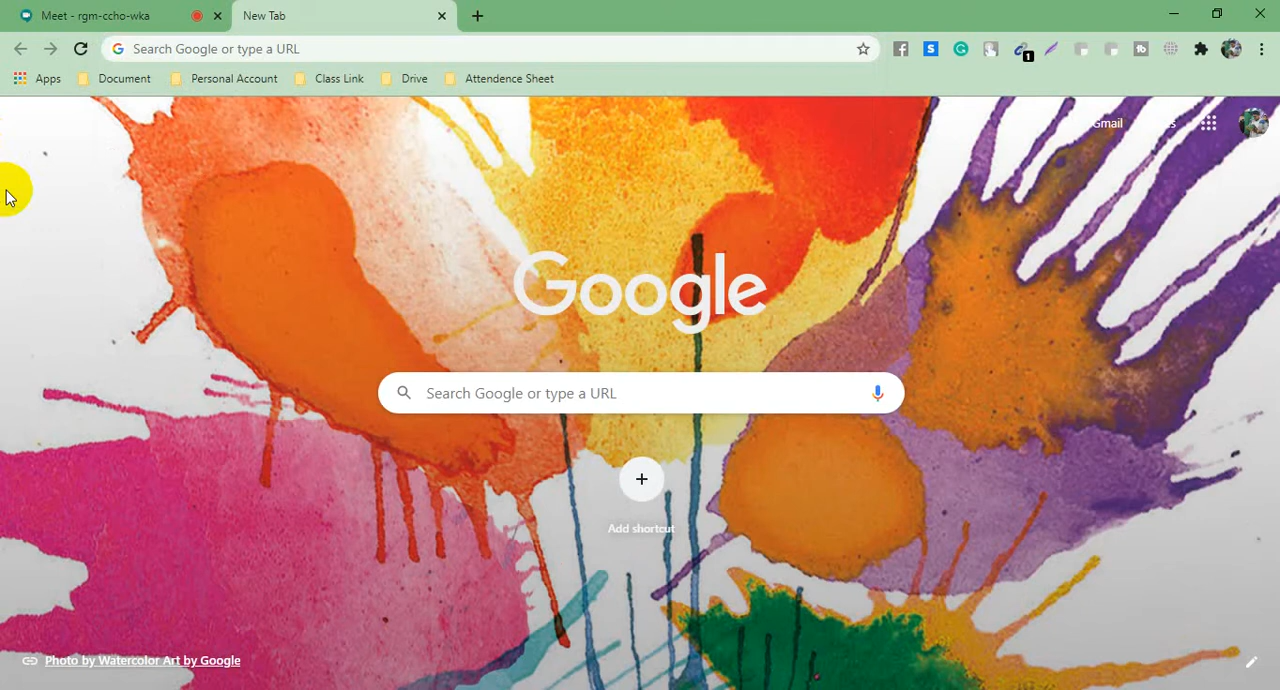 Meet - rgm-ccho-wka
New Tab
Search Google or type a URL
1
Apps
Document
Personal Account
Class Link
Drive
Attendence Sheet
Gmail
Google
Search Google or type a URL
Add shortcut
Photo by Watercolor Art by Google